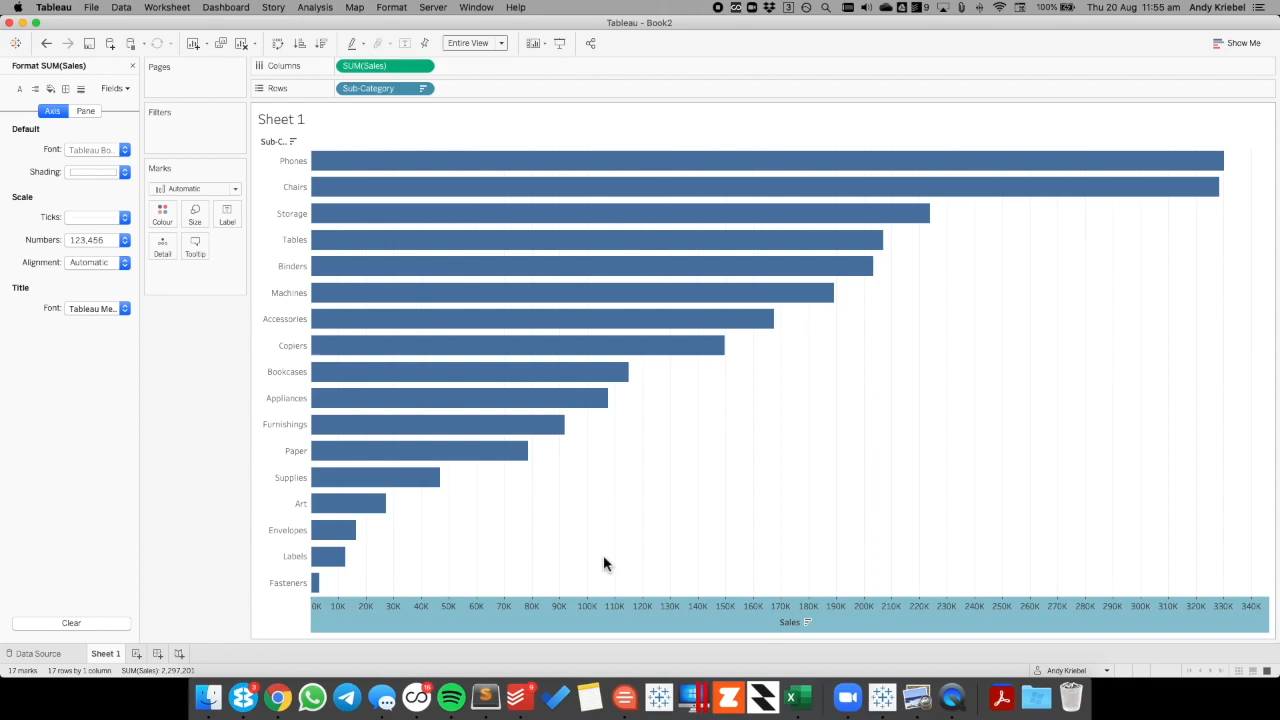 Tableau File Data Worksheet Dashboard Story Analysis Map Format Server Window Help 3 9 100% Thu 20 Aug 11:55 am Andy Kriebel
Tableau - Book2
Entire View Show Me
Format SUM(Sales) × Pages Columns SUM(Sales)
Fields Rows Sub-Category
Axis Pane Filters
Sheet 1
Default
Sub-C..
Font: Tableau Bo..
Shading:
Marks
Automatic
Scale
Ticks:
Numbers: 123,456
Alignment: Automatic
Colour Size Label
Detail Tooltip
Title
Font: Tableau Me..
Phones
Chairs
Storage
Tables
Binders
Machines
Accessories
Copiers
Bookcases
Appliances
Furnishings
Paper
Supplies
Art
Envelopes
Labels
Fasteners
0K 10K 20K 30K 40K 50K 60K 70K 80K 90K 100K 110K 120K 130K 140K 150K 160K 170K 180K 190K 200K 210K 220K 230K 240K 250K 260K 270K 280K 290K 300K 310K 320K 330K 340K
Sales
Clear
Data Source Sheet 1
17 marks 17 rows by 1 column SUM(Sales): 2,297,201 Andy Kriebel